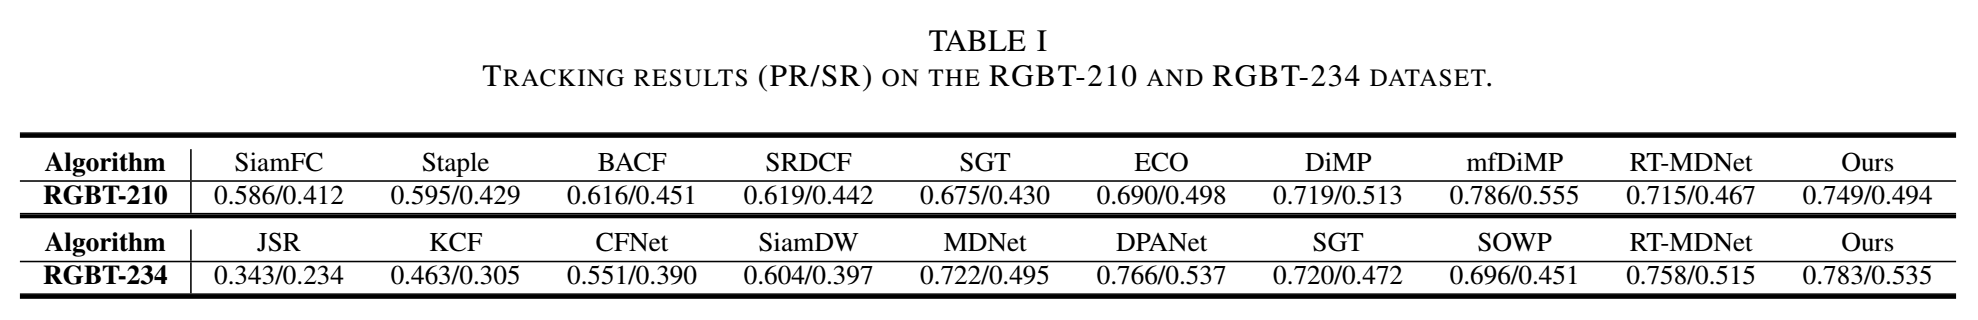 TABLE I
TRACKING RESULTS (PR/SR) ON THE RGBT-210 AND RGBT-234 DATASET.
Algorithm SiamFC Staple BACF SRDCF SGT ECO DiMP mfDiMP RT-MDNet Ours
RGBT-210 0.586/0.412 0.595/0.429 0.616/0.451 0.619/0.442 0.675/0.430 0.690/0.498 0.719/0.513 0.786/0.555 0.715/0.467 0.749/0.494
Algorithm JSR KCF CFNet SiamDW MDNet DPANet SGT SOWP RT-MDNet Ours
RGBT-234 0.343/0.234 0.463/0.305 0.551/0.390 0.604/0.397 0.722/0.495 0.766/0.537 0.720/0.472 0.696/0.451 0.758/0.515 0.783/0.535